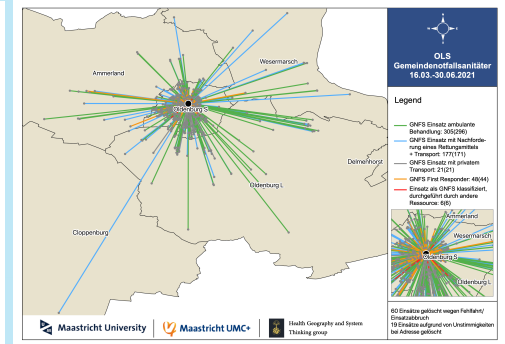 OLS
Gemeindenotfallsanitäter
16.03.-30.06.2021
Legend
GNFS Einsatz ambulante
Behandlung: 305(296)
GNFS Einsatz mit Nachforde-
rung eines Rettungsmittels
+ Transport: 177(171)
GNFS Einsatz mit privatem
Transport: 21(21)
GNFS First Responder: 48(44)
Einsatz als GNFS klassifiziert,
durchgeführt durch andere
Ressource: 6(6)
Ammerland
Wesermarsch
Oldenburg S
Delmenhorst
Oldenburg L
Cloppenburg
Ammerland
Wesermarsch
Oldenburg S
Oldenburg L
60 Einsätze gelöscht wegen Fehlfahrt/
Einsatzabbruch
19 Einsätze aufgrund von Unstimmigkeiten
bei Adresse gelöscht
Maastricht University
Maastricht UMC+
Health Geography and System
Thinking group